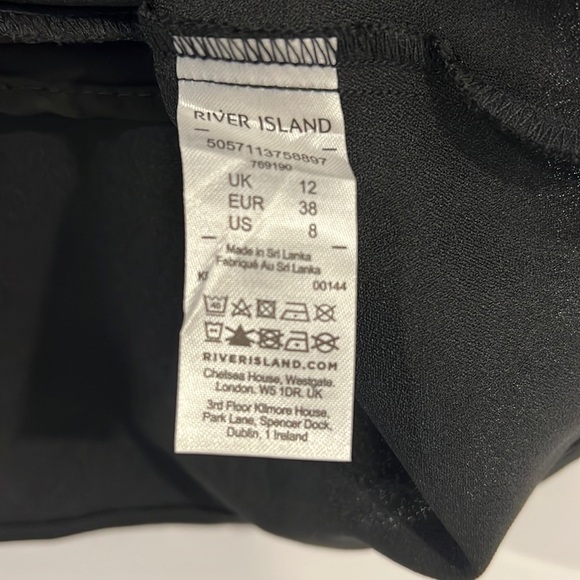 RIVER ISLAND
5057113758897
769190
UK 12
EUR 38
US 8
Made in Sri Lanka
Fabriqué Au Sri Lanka
00144
40
RIVERISLAND.COM
Chelsea House, Westgate.
London. W5 1DR. UK
3rd Floor Kilmore House,
Park Lane, Spencer Dock,
Dublin, 1 Ireland